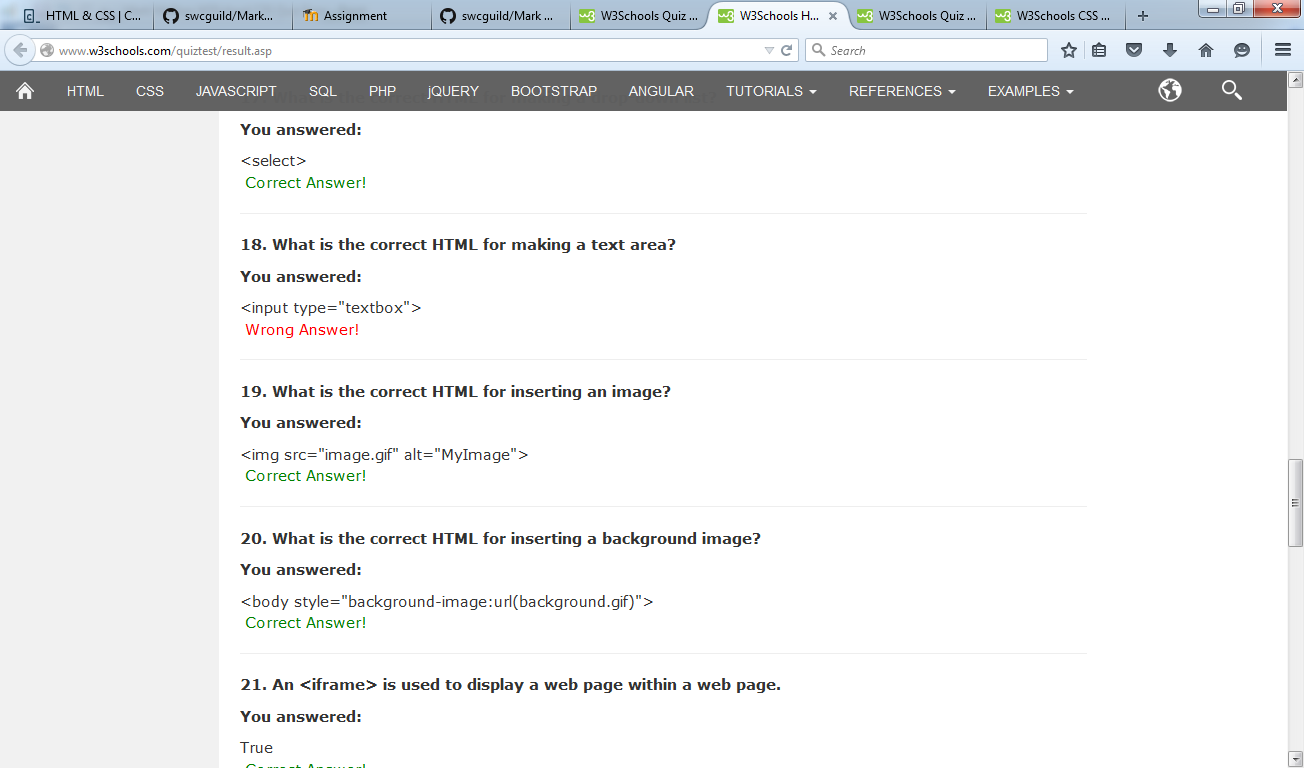 HTML & CSS | C...
swcguild/Mark...
Assignment
swcguild/Mark ...
W3Schools Quiz ...
W3Schools H...
W3Schools Quiz ...
W3Schools CSS ...
www.w3schools.com/quiztest/result.asp
Search
HTML
CSS
JAVASCRIPT
SQL
PHP
jQUERY
BOOTSTRAP
ANGULAR
TUTORIALS
REFERENCES
EXAMPLES
You answered:
<select>
Correct Answer!
18. What is the correct HTML for making a text area?
You answered:
<input type="textbox">
Wrong Answer!
19. What is the correct HTML for inserting an image?
You answered:
<img src="image.gif" alt="MyImage">
Correct Answer!
20. What is the correct HTML for inserting a background image?
You answered:
<body style="background-image:url(background.gif)">
Correct Answer!
21. An <iframe> is used to display a web page within a web page.
You answered:
True
Correct Answer!